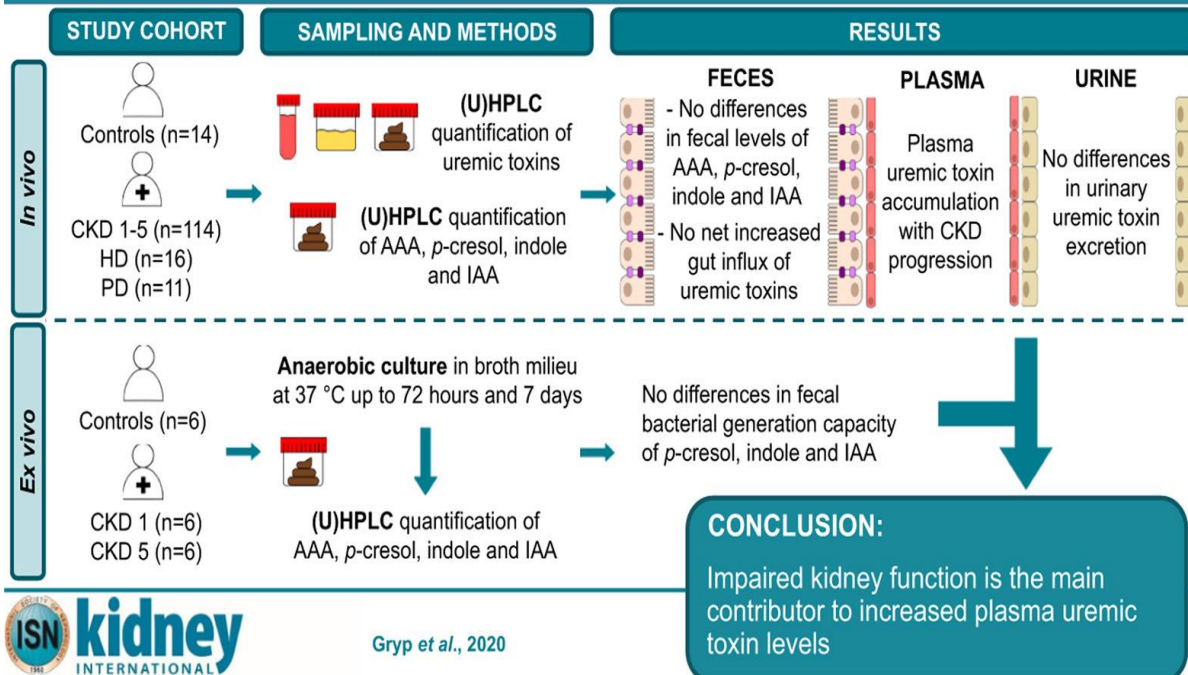 STUDY COHORT
SAMPLING AND METHODS
RESULTS
In vivo
Controls (n=14)
CKD 1-5 (n=114)
HD (n=16)
PD (n=11)
(U)HPLC
quantification of
uremic toxins
(U)HPLC quantification
of AAA, p-cresol, indole
and IAA
FECES
- No differences
in fecal levels of
AAA, p-cresol,
indole and IAA
- No net increased
gut influx of
uremic toxins
PLASMA
Plasma
uremic toxin
accumulation
with CKD
progression
URINE
No differences
in urinary
uremic toxin
excretion
Ex vivo
Controls (n=6)
CKD 1 (n=6)
CKD 5 (n=6)
Anaerobic culture in broth milieu
at 37 °C up to 72 hours and 7 days
(U)HPLC quantification of
AAA, p-cresol, indole and IAA
No differences in fecal
bacterial generation capacity
of p-cresol, indole and IAA
CONCLUSION:
Impaired kidney function is the main
contributor to increased plasma uremic
toxin levels
ISN
kidney
INTERNATIONAL
Gryp et al., 2020